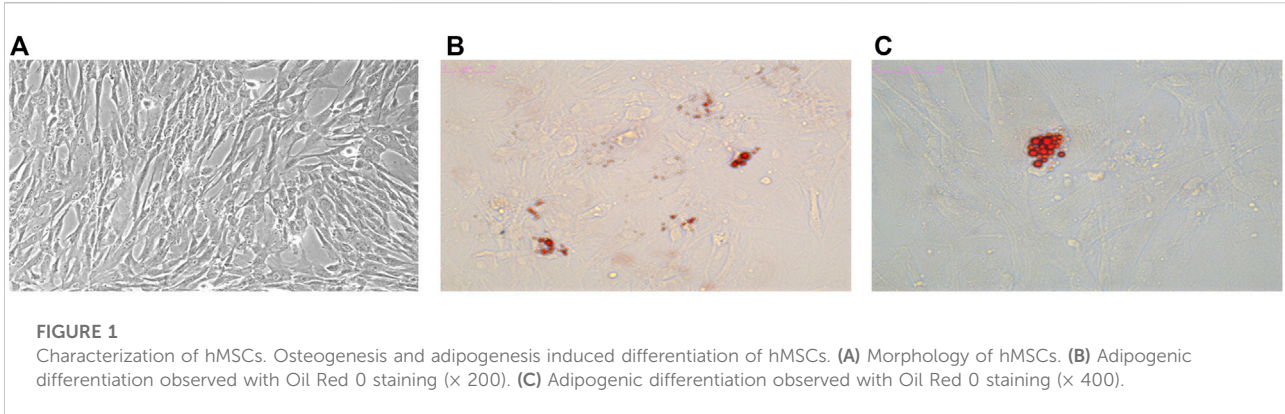 A
B
C
FIGURE 1
Characterization of hMSCs. Osteogenesis and adipogenesis induced differentiation of hMSCs. (A) Morphology of hMSCs. (B) Adipogenic
differentiation observed with Oil Red 0 staining (× 200). (C) Adipogenic differentiation observed with Oil Red 0 staining (× 400).